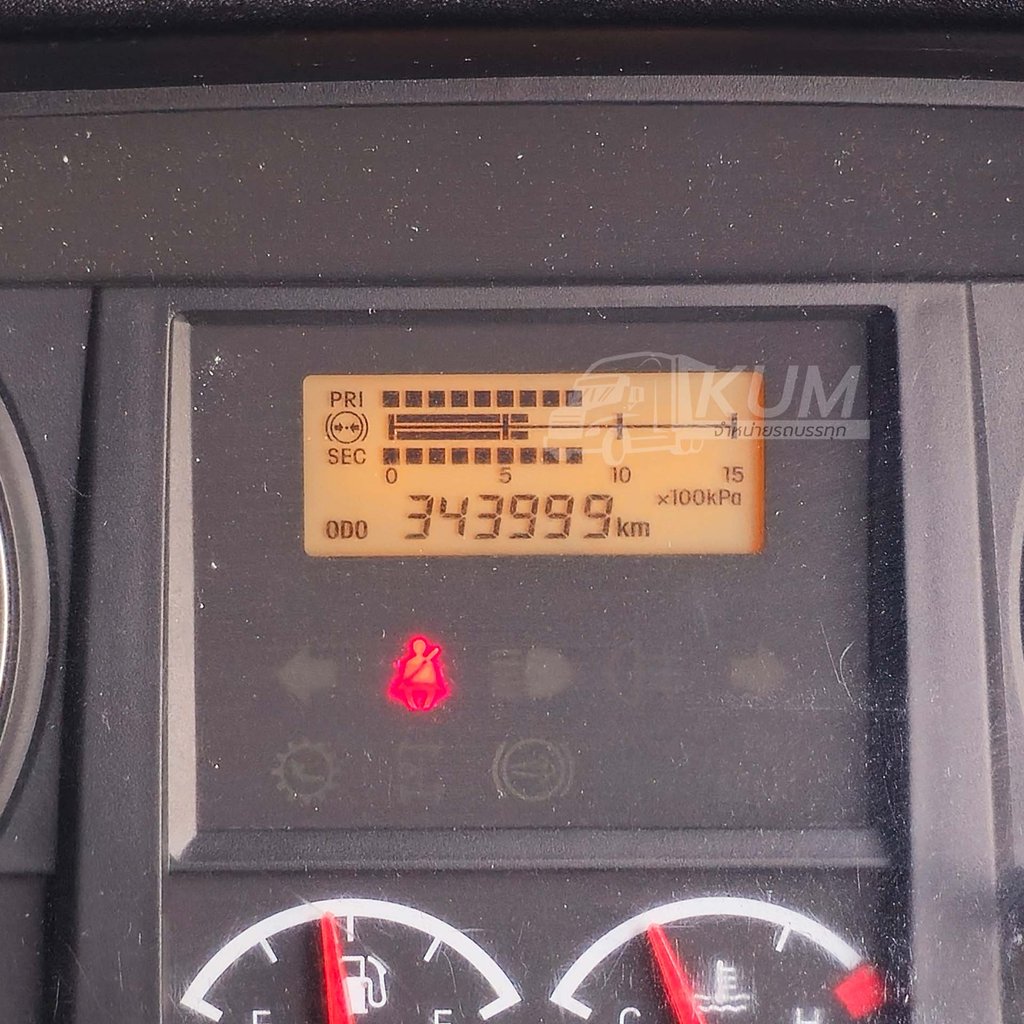 PRI
KUM
จำหน่ายรถบรรทุก
SEC
0 5 10 15
×100kPa
ODO 343999km
E F
C H